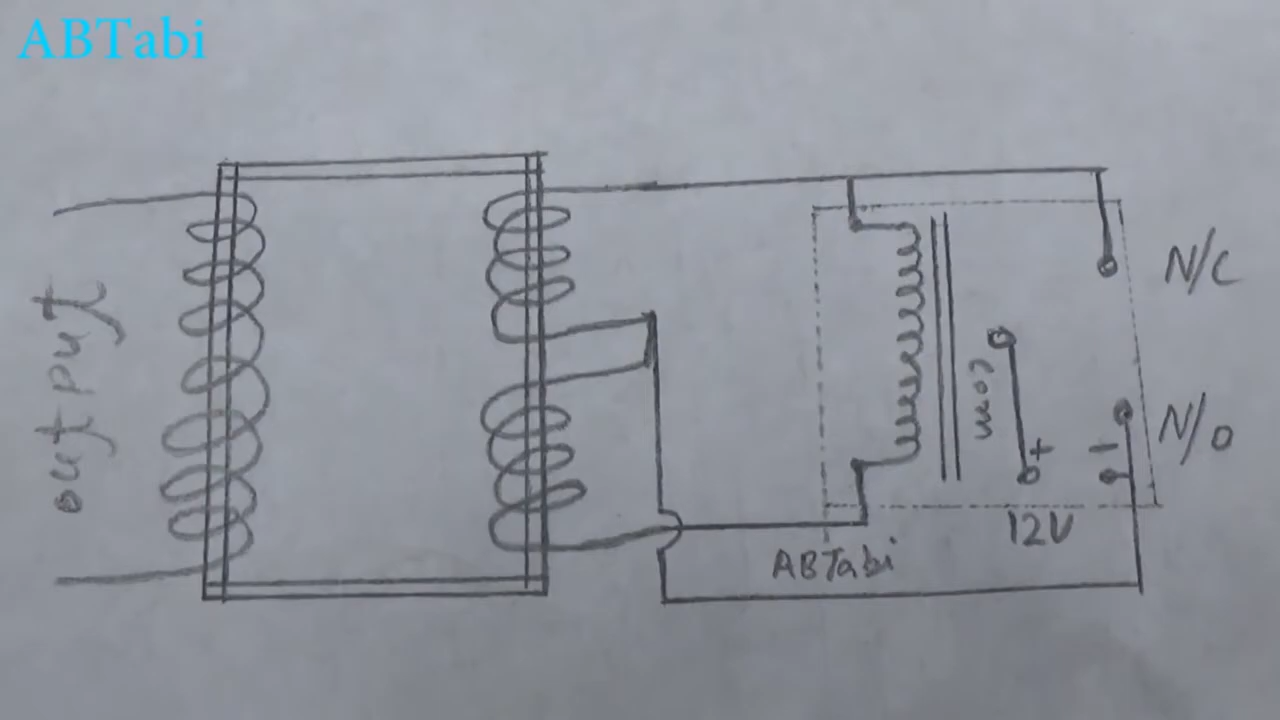 ABTabi
output
N/C
com
N/O
+
-
12V
ABTabi